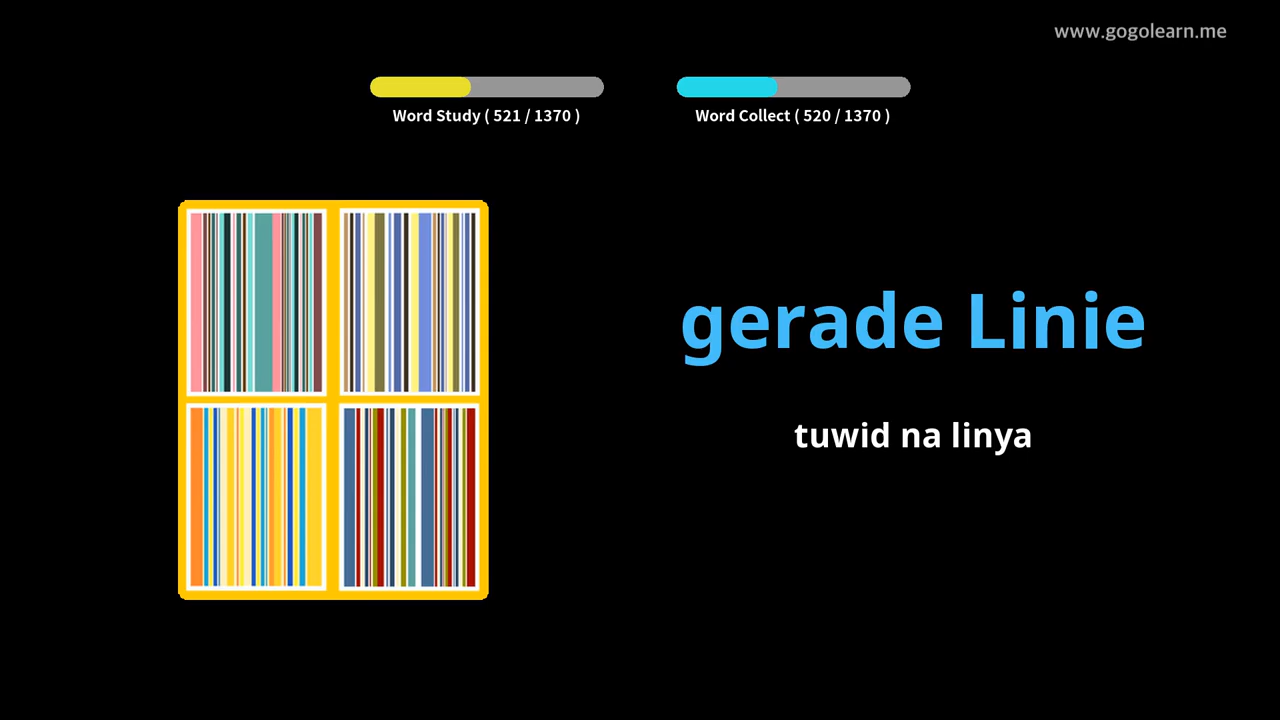 www.gogolearn.me
Word Study ( 521 / 1370 )
Word Collect ( 520 / 1370 )
gerade Linie
tuwid na linya